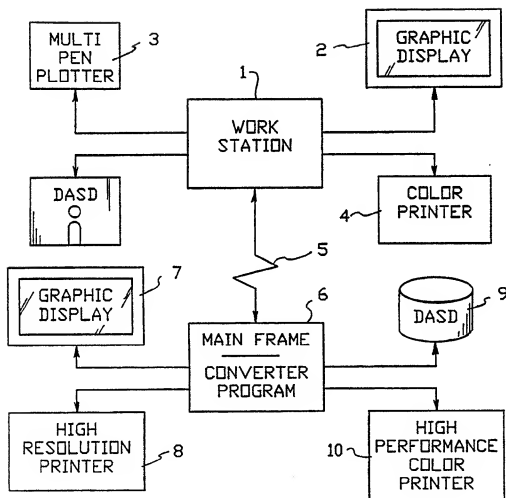 MULTI
PEN
PLOTTER
3
2
GRAPHIC
DISPLAY
1
WORK
STATION
DASD
COLOR
PRINTER
4
5
7
GRAPHIC
DISPLAY
6
MAIN FRAME
CONVERTER
PROGRAM
DASD
9
HIGH
RESOLUTION
PRINTER
8
10
HIGH
PERFORMANCE
COLOR
PRINTER